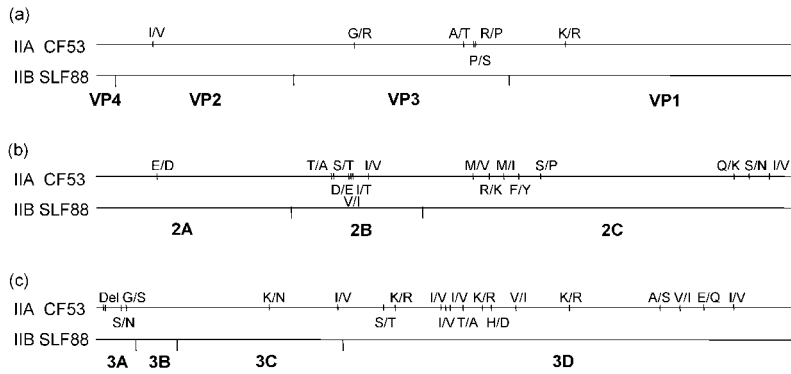 (a)
I/V G/R A/T R/P K/R
IIA CF53
P/S
IIB SLF88
VP4 VP2 VP3 VP1
(b)
E/D T/A S/T I/V M/V M/I S/P Q/K S/N I/V
IIA CF53
D/E I/T R/K F/Y
V/I
IIB SLF88
2A 2B 2C
(c)
Del G/S K/N I/V K/R I/V I/V K/R V/I K/R A/S V/I E/Q I/V
IIA CF53
S/N S/T I/V T/A H/D
IIB SLF88
3A 3B 3C 3D